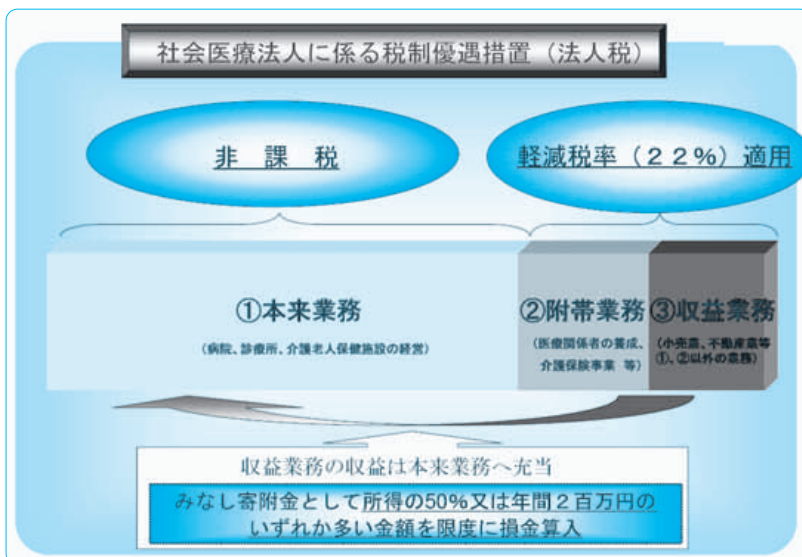 社会医療法人に係る税制優遇措置（法人税）
非 課 税
軽減税率（２２％）適用
①本来業務
（病院、診療所、介護老人保健施設の経営）
②附帯業務
（医療関係者の養成、
介護保険事業 等）
③収益業務
（小売業、不動産業等
①、②以外の業務）
収益業務の収益は本来業務へ充当
みなし寄附金として所得の50%又は年間２百万円の
いずれか多い金額を限度に損金算入